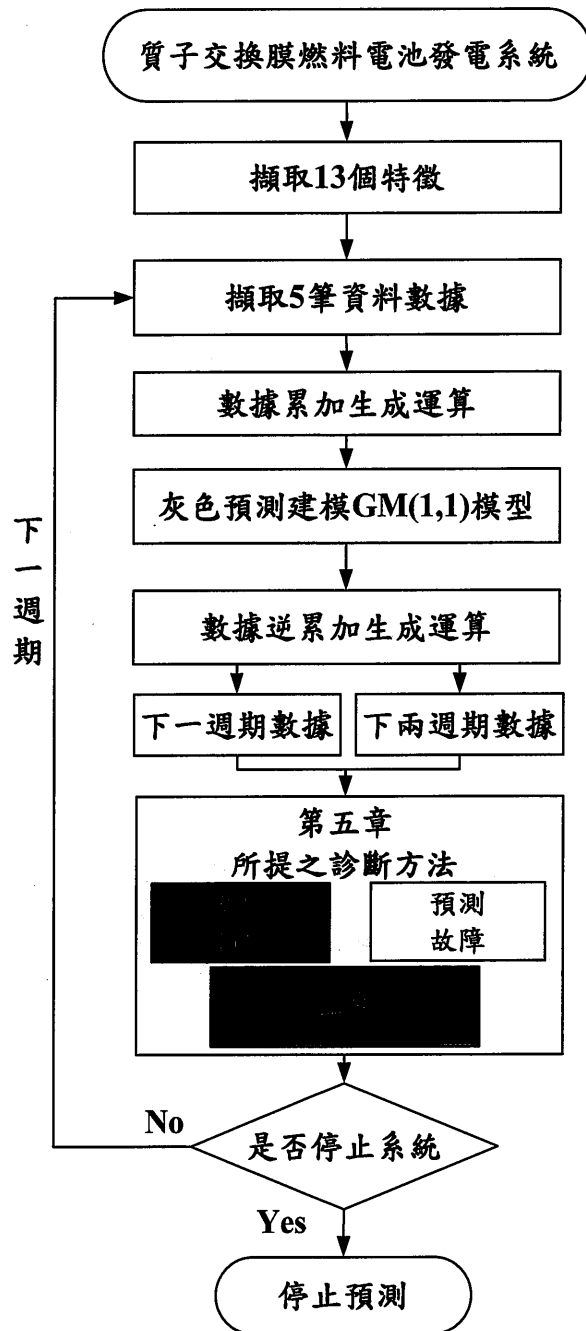 質子交換膜燃料電池發電系統
擷取13個特徵
擷取5筆資料數據
數據累加生成運算
灰色預測建模GM(1,1)模型
下一週期
數據逆累加生成運算
下一週期數據
下兩週期數據
第五章
所提之診斷方法
預測
故障
No
是否停止系統
Yes
停止預測